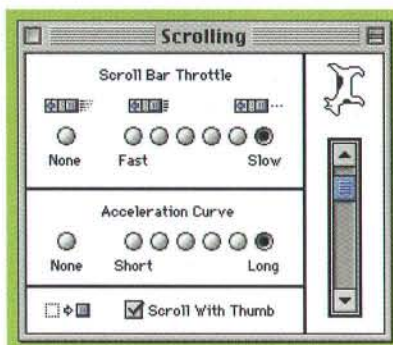 Scrolling
Scroll Bar Throttle
None Fast Slow
Acceleration Curve
None Short Long
Scroll With Thumb